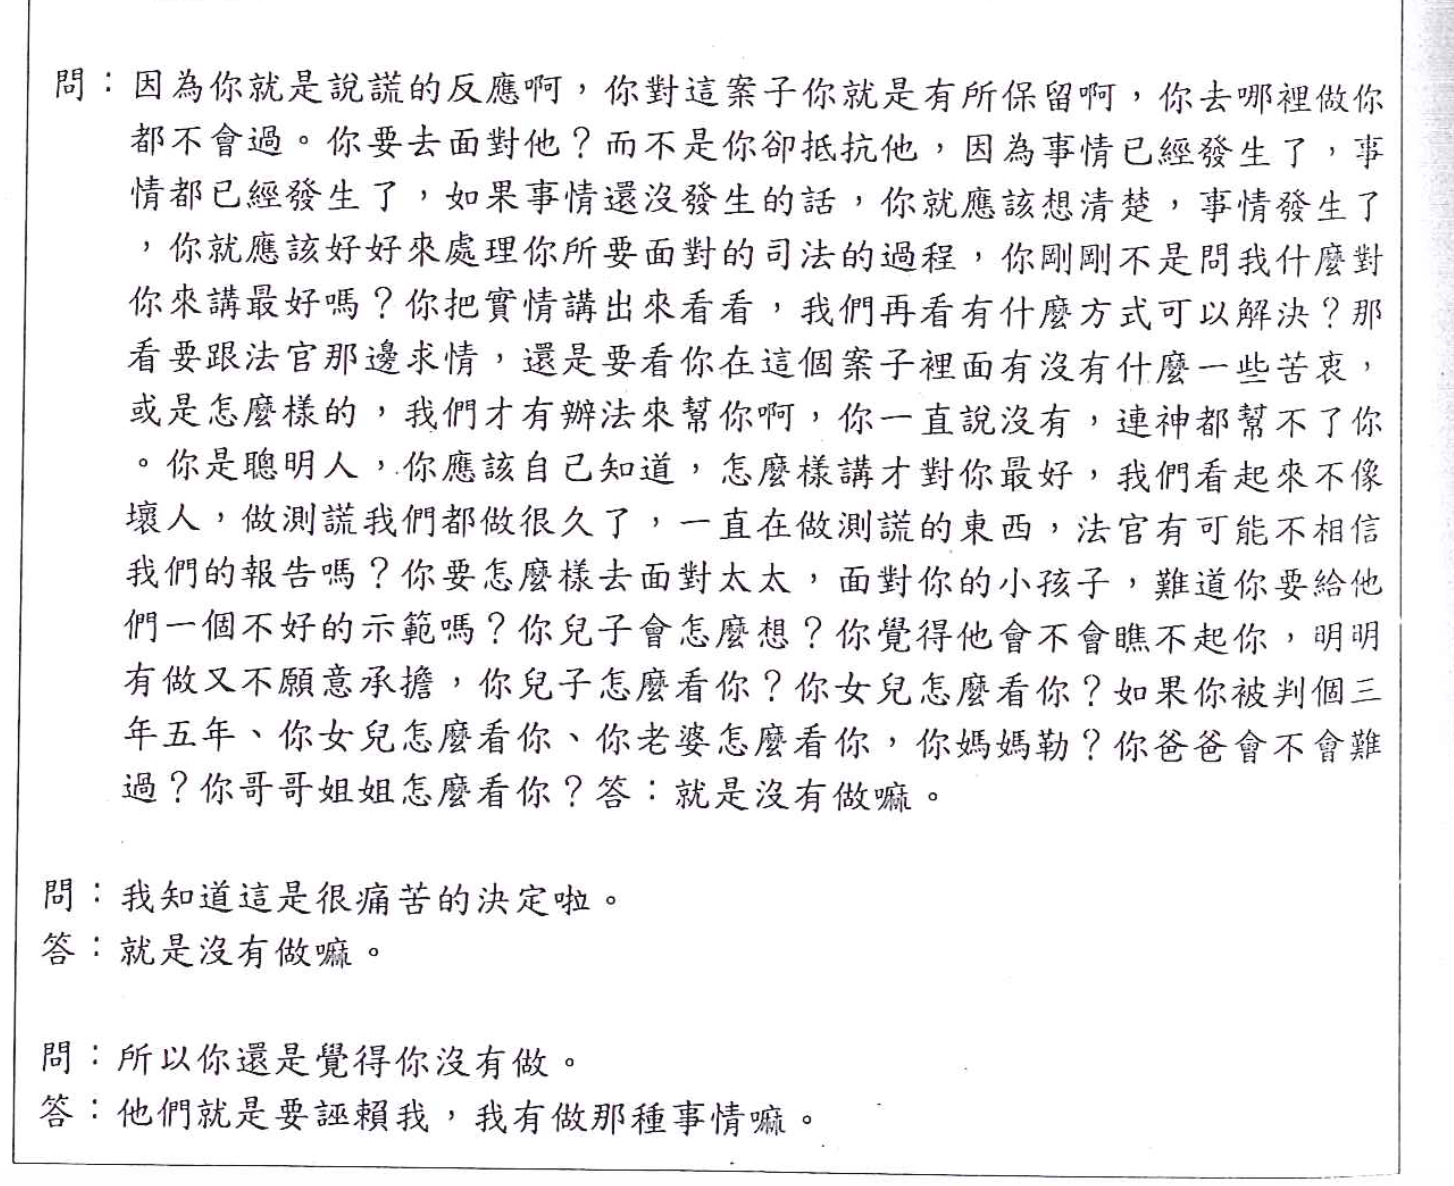 問：因為你就是說謊的反應啊，你對這案子你就是有所保留啊，你去哪裡做你
都不會過。你要去面對他？而不是你卻抵抗他，因為事情已經發生了，事
情都已經發生了，如果事情還沒發生的話，你就應該想清楚，事情發生了
，你就應該好好來處理你所要面對的司法的過程，你剛剛不是問我什麼對
你來講最好嗎？你把實情講出來看看，我們再看有什麼方式可以解決？那
看要跟法官那邊求情，還是要看你在這個案子裡面有沒有什麼一些苦衷，
或是怎麼樣的，我們才有辦法來幫你啊，你一直說沒有，連神都幫不了你
。你是聰明人，你應該自己知道，怎麼樣講才對你最好，我們看起來不像
壞人，做測謊我們都做很久了，一直在做測謊的東西，法官有可能不相信
我們的報告嗎？你要怎麼樣去面對太太，面對你的小孩子，難道你要給他
們一個不好的示範嗎？你兒子會怎麼想？你覺得他會不會瞧不起你，明明
有做又不願意承擔，你兒子怎麼看你？你女兒怎麼看你？如果你被判個三
年五年、你女兒怎麼看你、你老婆怎麼看你，你媽媽勒？你爸爸會不會難
過？你哥哥姐姐怎麼看你？答：就是沒有做嘛。
問：我知道這是很痛苦的決定啦。
答：就是沒有做嘛。
問：所以你還是覺得你沒有做。
答：他們就是要誣賴我，我有做那種事情嘛。